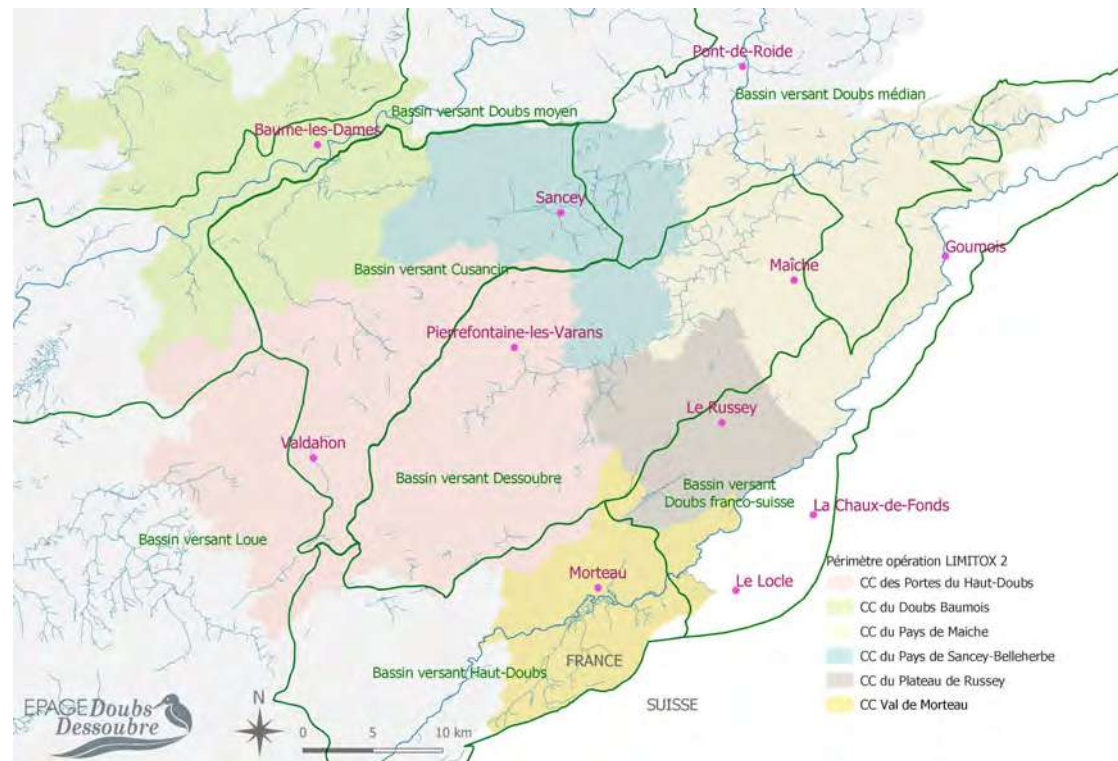 Pont-de-Roide
Bassin versant Doubs médian
Bassin versant Doubs moyen
Baume-les-Dames
Sancey
Goumois
Maîche
Bassin versant Cusancin
Pierrefontaine-les-Varans
Le Russey
Valdahon
Bassin versant Dessoubre
Bassin versant
Doubs franco-suisse
La Chaux-de-Fonds
Bassin versant Loue
Morteau
Le Locle
FRANCE
Bassin versant Haut-Doubs
SUISSE
Périmètre opération LIMITOX 2
CC des Portes du Haut-Doubs
CC du Doubs Baumois
CC du Pays de Maiche
CC du Pays de Sancey-Belleherbe
CC du Plateau de Russey
CC Val de Morteau
EPAGE Doubs
Dessoubre
N
0 5 10 km